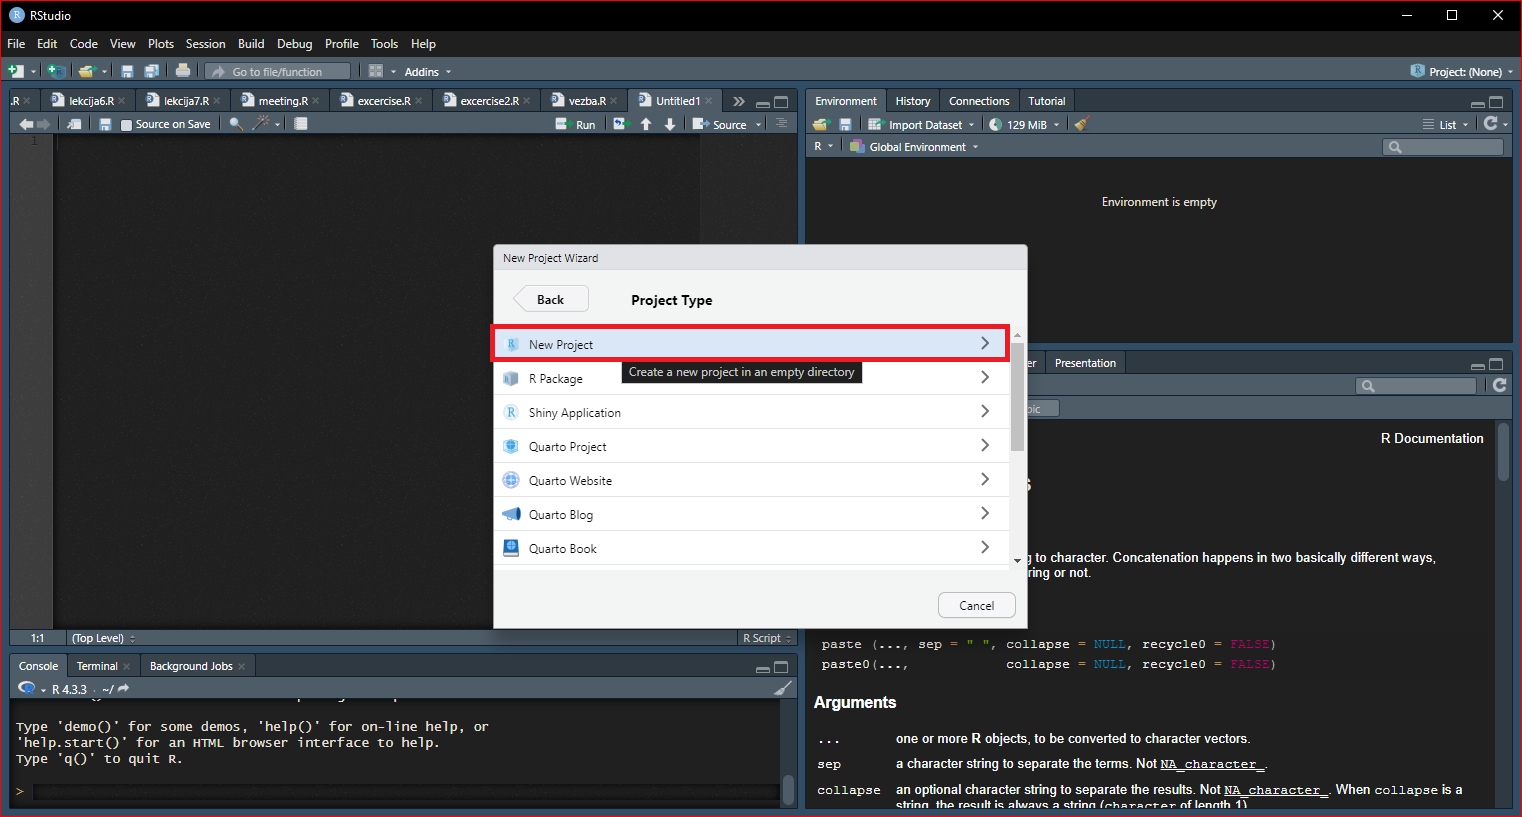 RStudio
File Edit Code View Plots Session Build Debug Profile Tools Help
Go to file/function Addins Project: (None)
.R lekcija6.R lekcija7.R meeting.R excercise.R excercise2.R vezba.R Untitled1
Source on Save Run Source
1
1:1 (Top Level) R Script
Console Terminal Background Jobs
R 4.3.3 · ~/
Type 'demo()' for some demos, 'help()' for on-line help, or
'help.start()' for an HTML browser interface to help.
Type 'q()' to quit R.
>
Environment History Connections Tutorial
Import Dataset 129 MiB List
R Global Environment
Environment is empty
New Project Wizard
Back Project Type
New Project
Create a new project in an empty directory
R Package
Shiny Application
Quarto Project
Quarto Website
Quarto Blog
Quarto Book
Cancel
er Presentation
R Documentation
g to character. Concatenation happens in two basically different ways,
ring or not.
paste (..., sep = " ", collapse = NULL, recycle0 = FALSE)
paste0(..., collapse = NULL, recycle0 = FALSE)
Arguments
... one or more R objects, to be converted to character vectors.
sep a character string to separate the terms. Not NA_character_.
collapse an optional character string to separate the results. Not NA_character_. When collapse is a
string, the result is always a string (character of length 1).